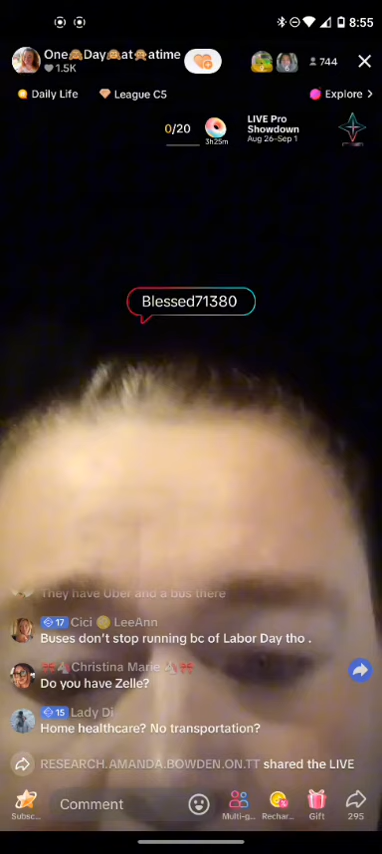 8:55
One🙈Day🙉at🙊atime
1.5K
744
Daily Life
League C5
Explore >
0/20
3h25m
LIVE Pro
Showdown
Aug 26-Sep 1
Blessed71380
They have Uber and a bus there
17 Cici 🌼 LeeAnn
Buses don't stop running bc of Labor Day tho .
Christina Marie
Do you have Zelle?
15 Lady Di
Home healthcare? No transportation?
RESEARCH.AMANDA.BOWDEN.ON.TT shared the LIVE
Comment
Subsc...
Multi-g...
Rechar...
Gift
295